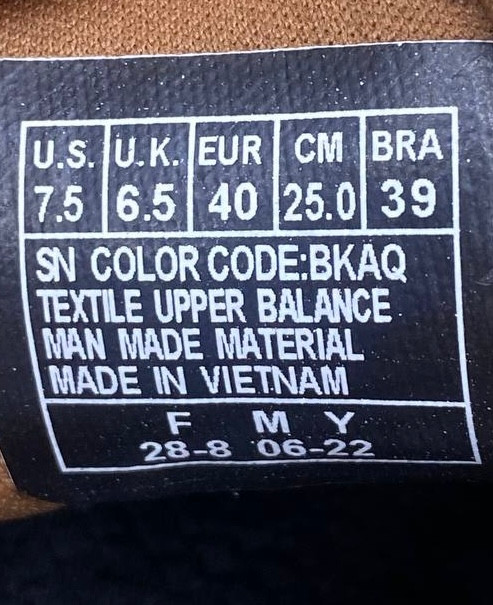 U.S. U.K. EUR CM BRA
7.5 6.5 40 25.0 39
SN COLOR CODE:BKAQ
TEXTILE UPPER BALANCE
MAN MADE MATERIAL
MADE IN VIETNAM
F M Y
28-8 06-22